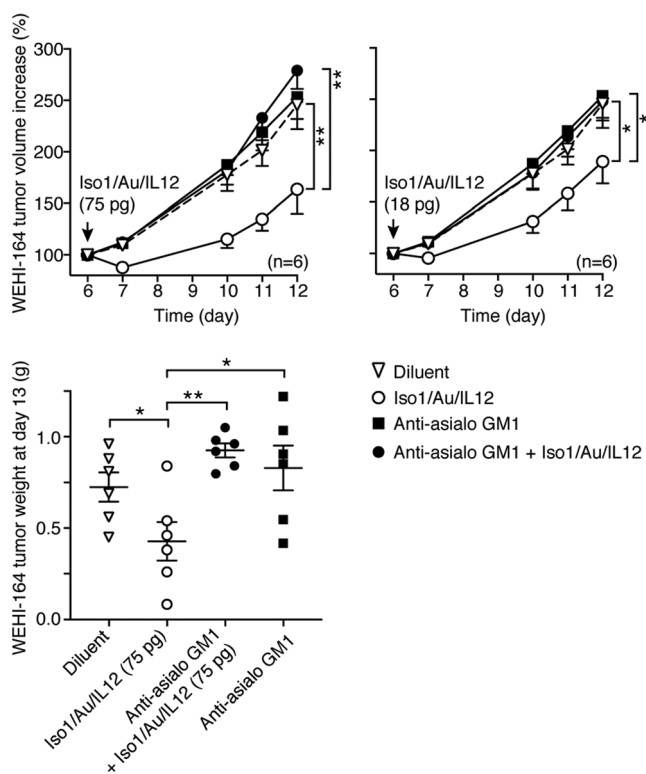 WEHI-164 tumor volume increase (%)
300
250
200
150
100
Iso1/Au/IL12
(75 pg)
**
**
(n=6)
6 7 8 9 10 11 12
Time (day)
Iso1/Au/IL12
(18 pg)
*
*
(n=6)
6 7 8 9 10 11 12
Time (day)
WEHI-164 tumor weight at day 13 (g)
1.0
0.5
0.0
*
**
*
Diluent
Iso1/Au/IL12 (75 pg)
Anti-asialo GM1
+ Iso1/Au/IL12 (75 pg)
Anti-asialo GM1
Diluent
Iso1/Au/IL12
Anti-asialo GM1
Anti-asialo GM1 + Iso1/Au/IL12